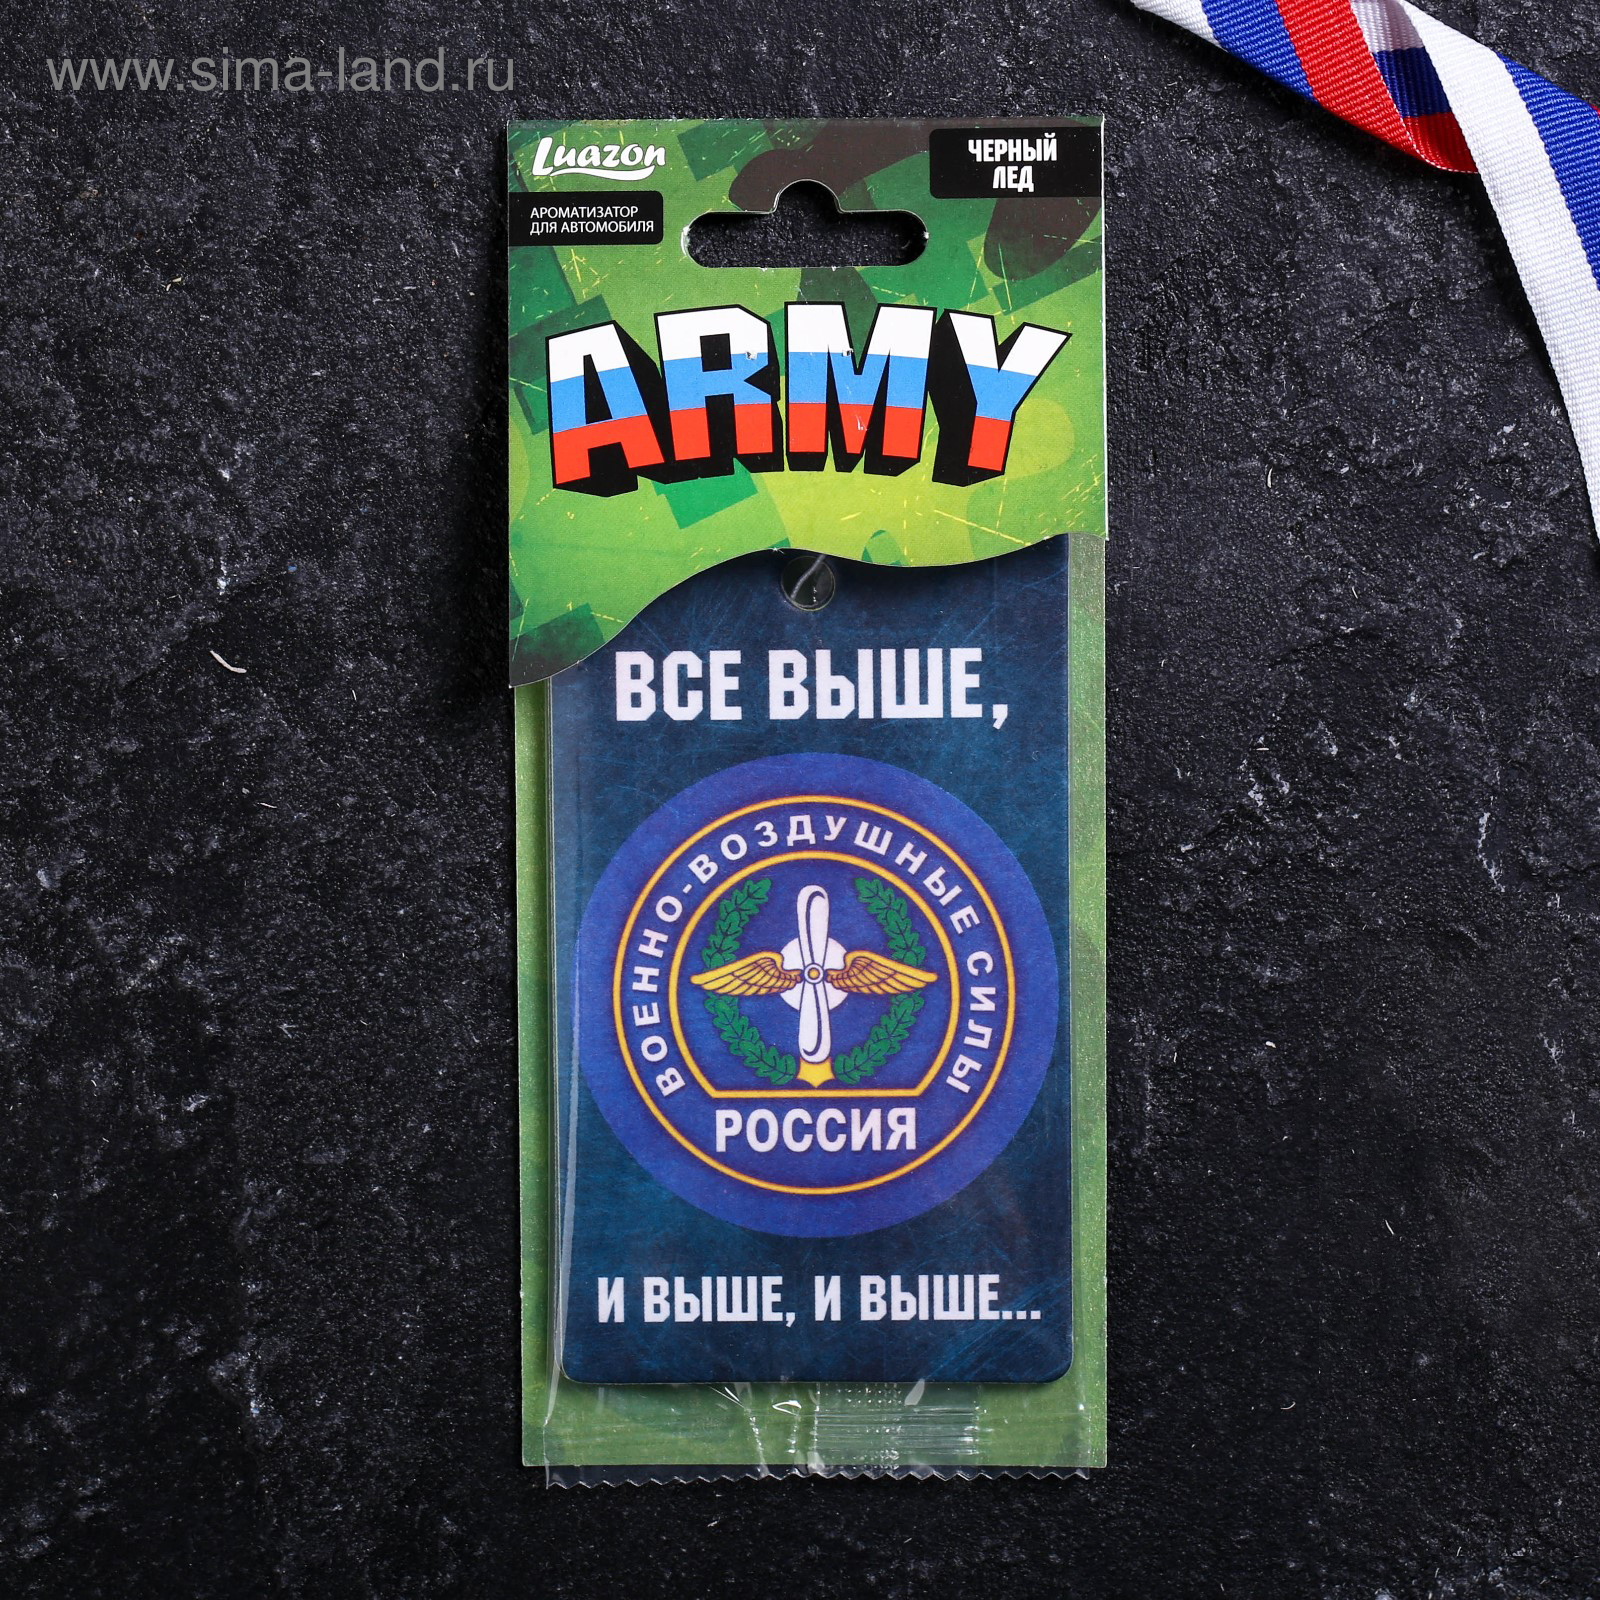 www.sima-land.ru
Luazon
ЧЕРНЫЙ
ЛЕД
АРОМАТИЗАТОР
ДЛЯ АВТОМОБИЛЯ
ARMY
ВСЕ ВЫШЕ,
ВОЕННО-ВОЗДУШНЫЕ СИЛЫ
РОССИЯ
И ВЫШЕ, И ВЫШЕ...